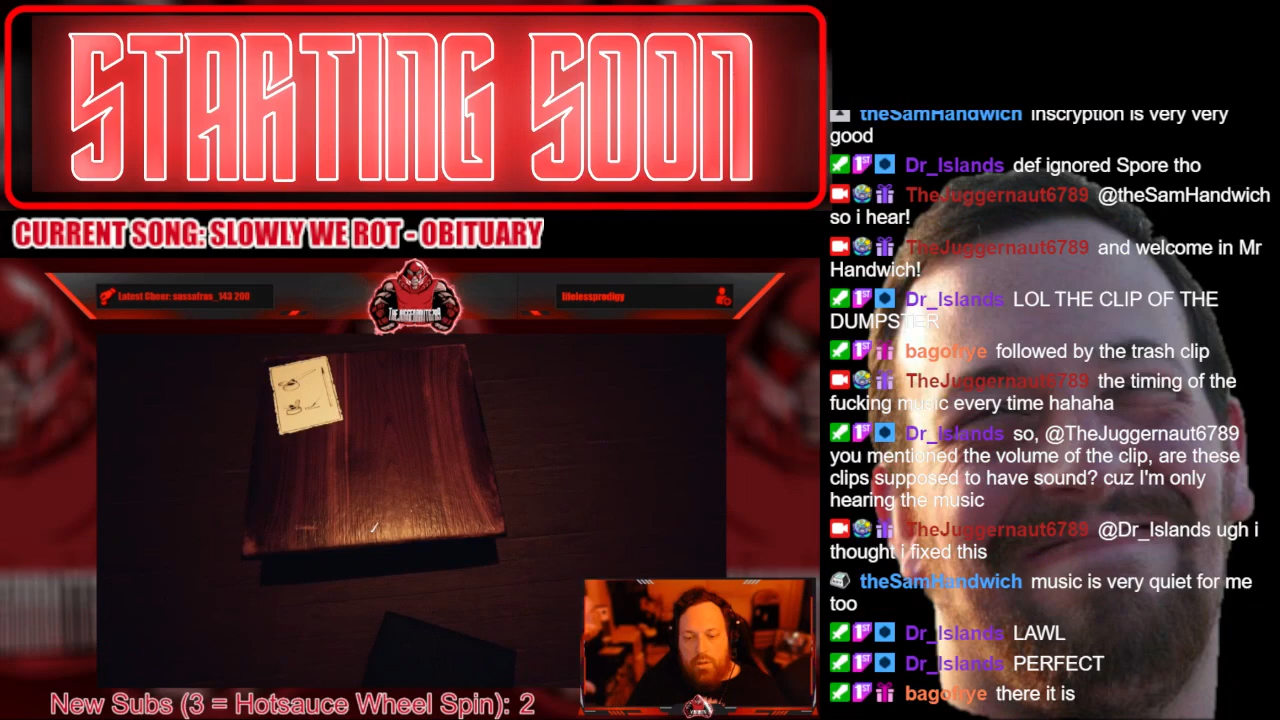 STARTING SOON
CURRENT SONG: SLOWLY WE ROT - OBITUARY
Latest Cheer: sassafras_143 200
lifelessprodigy
THEJUGGERNAUT6789
New Subs (3 = Hotsauce Wheel Spin): 2
theSamHandwich inscryption is very very
good
Dr_Islands def ignored Spore tho
TheJuggernaut6789 @theSamHandwich
so i hear!
TheJuggernaut6789 and welcome in Mr
Handwich!
Dr_Islands LOL THE CLIP OF THE
DUMPSTER
bagofrye followed by the trash clip
TheJuggernaut6789 the timing of the
fucking music every time hahaha
Dr_Islands so, @TheJuggernaut6789
you mentioned the volume of the clip, are these
clips supposed to have sound? cuz I'm only
hearing the music
TheJuggernaut6789 @Dr_Islands ugh i
thought i fixed this
theSamHandwich music is very quiet for me
too
Dr_Islands LAWL
Dr_Islands PERFECT
bagofrye there it is